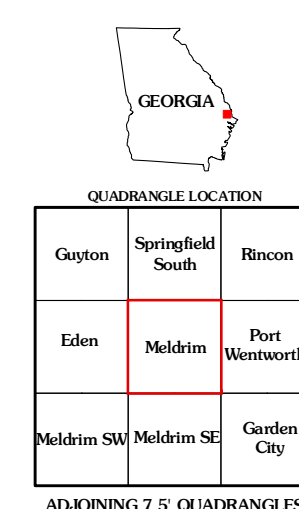 GEORGIA
QUADRANGLE LOCATION
Guyton
Springfield
South
Rincon
Eden
Meldrim
Port
Wentworth
Meldrim SW
Meldrim SE
Garden
City
ADJOINING 7.5' QUADRANGLES